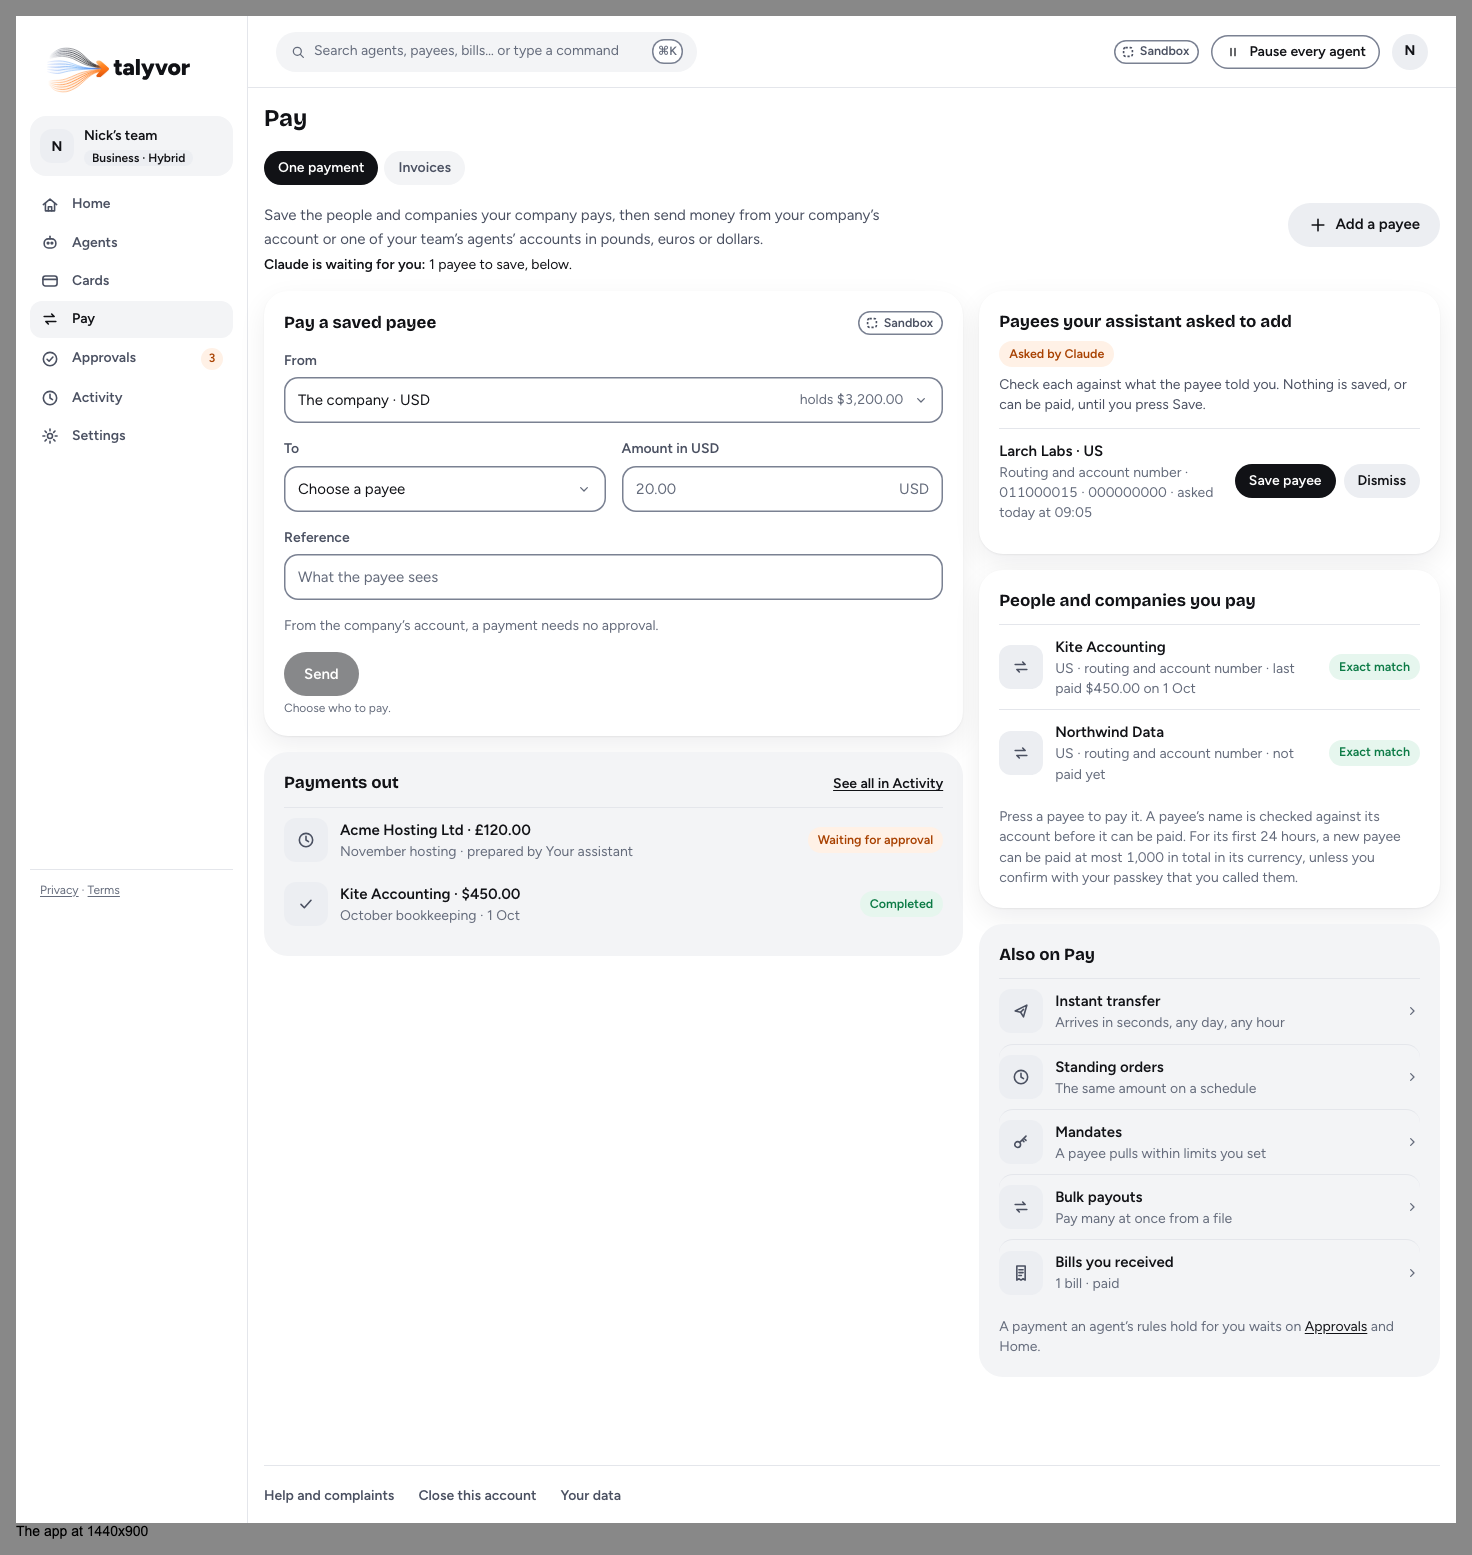 talyvor
N
Nick's team
Business · Hybrid
Home
Agents
Cards
Pay
Approvals
3
Activity
Settings
Privacy · Terms
Search agents, payees, bills... or type a command
⌘K
Sandbox
Pause every agent
N
Pay
One payment
Invoices
Save the people and companies your company pays, then send money from your company's
account or one of your team's agents' accounts in pounds, euros or dollars.
Claude is waiting for you: 1 payee to save, below.
Add a payee
Pay a saved payee
Sandbox
From
The company · USD
holds $3,200.00
To
Choose a payee
Amount in USD
20.00
USD
Reference
What the payee sees
From the company's account, a payment needs no approval.
Send
Choose who to pay.
Payments out
See all in Activity
Acme Hosting Ltd · £120.00
November hosting · prepared by Your assistant
Waiting for approval
Kite Accounting · $450.00
October bookkeeping · 1 Oct
Completed
Payees your assistant asked to add
Asked by Claude
Check each against what the payee told you. Nothing is saved, or
can be paid, until you press Save.
Larch Labs · US
Routing and account number ·
011000015 · 000000000 · asked
today at 09:05
Save payee
Dismiss
People and companies you pay
Kite Accounting
US · routing and account number · last
paid $450.00 on 1 Oct
Exact match
Northwind Data
US · routing and account number · not
paid yet
Exact match
Press a payee to pay it. A payee's name is checked against its
account before it can be paid. For its first 24 hours, a new payee
can be paid at most 1,000 in total in its currency, unless you
confirm with your passkey that you called them.
Also on Pay
Instant transfer
Arrives in seconds, any day, any hour
Standing orders
The same amount on a schedule
Mandates
A payee pulls within limits you set
Bulk payouts
Pay many at once from a file
Bills you received
1 bill · paid
A payment an agent's rules hold for you waits on Approvals and
Home.
Help and complaints
Close this account
Your data
The app at 1440x900